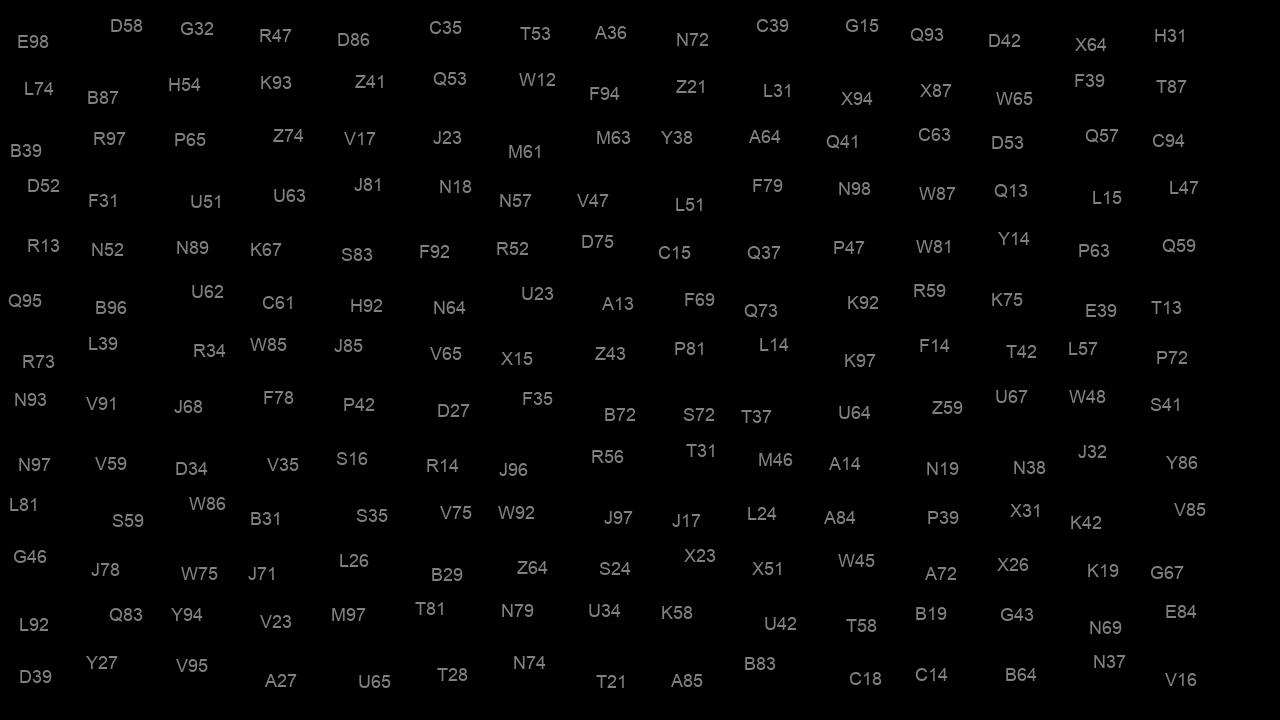 E98 D58 G32 R47 D86 C35 T53 A36 N72 C39 G15 Q93 D42 X64 H31
L74 B87 H54 K93 Z41 Q53 W12 F94 Z21 L31 X94 X87 W65 F39 T87
B39 R97 P65 Z74 V17 J23 M61 M63 Y38 A64 Q41 C63 D53 Q57 C94
D52 F31 U51 U63 J81 N18 N57 V47 L51 F79 N98 W87 Q13 L15 L47
R13 N52 N89 K67 S83 F92 R52 D75 C15 Q37 P47 W81 Y14 P63 Q59
Q95 B96 U62 C61 H92 N64 U23 A13 F69 Q73 K92 R59 K75 E39 T13
R73 L39 R34 W85 J85 V65 X15 Z43 P81 L14 K97 F14 T42 L57 P72
N93 V91 J68 F78 P42 D27 F35 B72 S72 T37 U64 Z59 U67 W48 S41
N97 V59 D34 V35 S16 R14 J96 R56 T31 M46 A14 N19 N38 J32 Y86
L81 S59 W86 B31 S35 V75 W92 J97 J17 L24 A84 P39 X31 K42 V85
G46 J78 W75 J71 L26 B29 Z64 S24 X23 X51 W45 A72 X26 K19 G67
L92 Q83 Y94 V23 M97 T81 N79 U34 K58 U42 T58 B19 G43 N69 E84
D39 Y27 V95 A27 U65 T28 N74 T21 A85 B83 C18 C14 B64 N37 V16